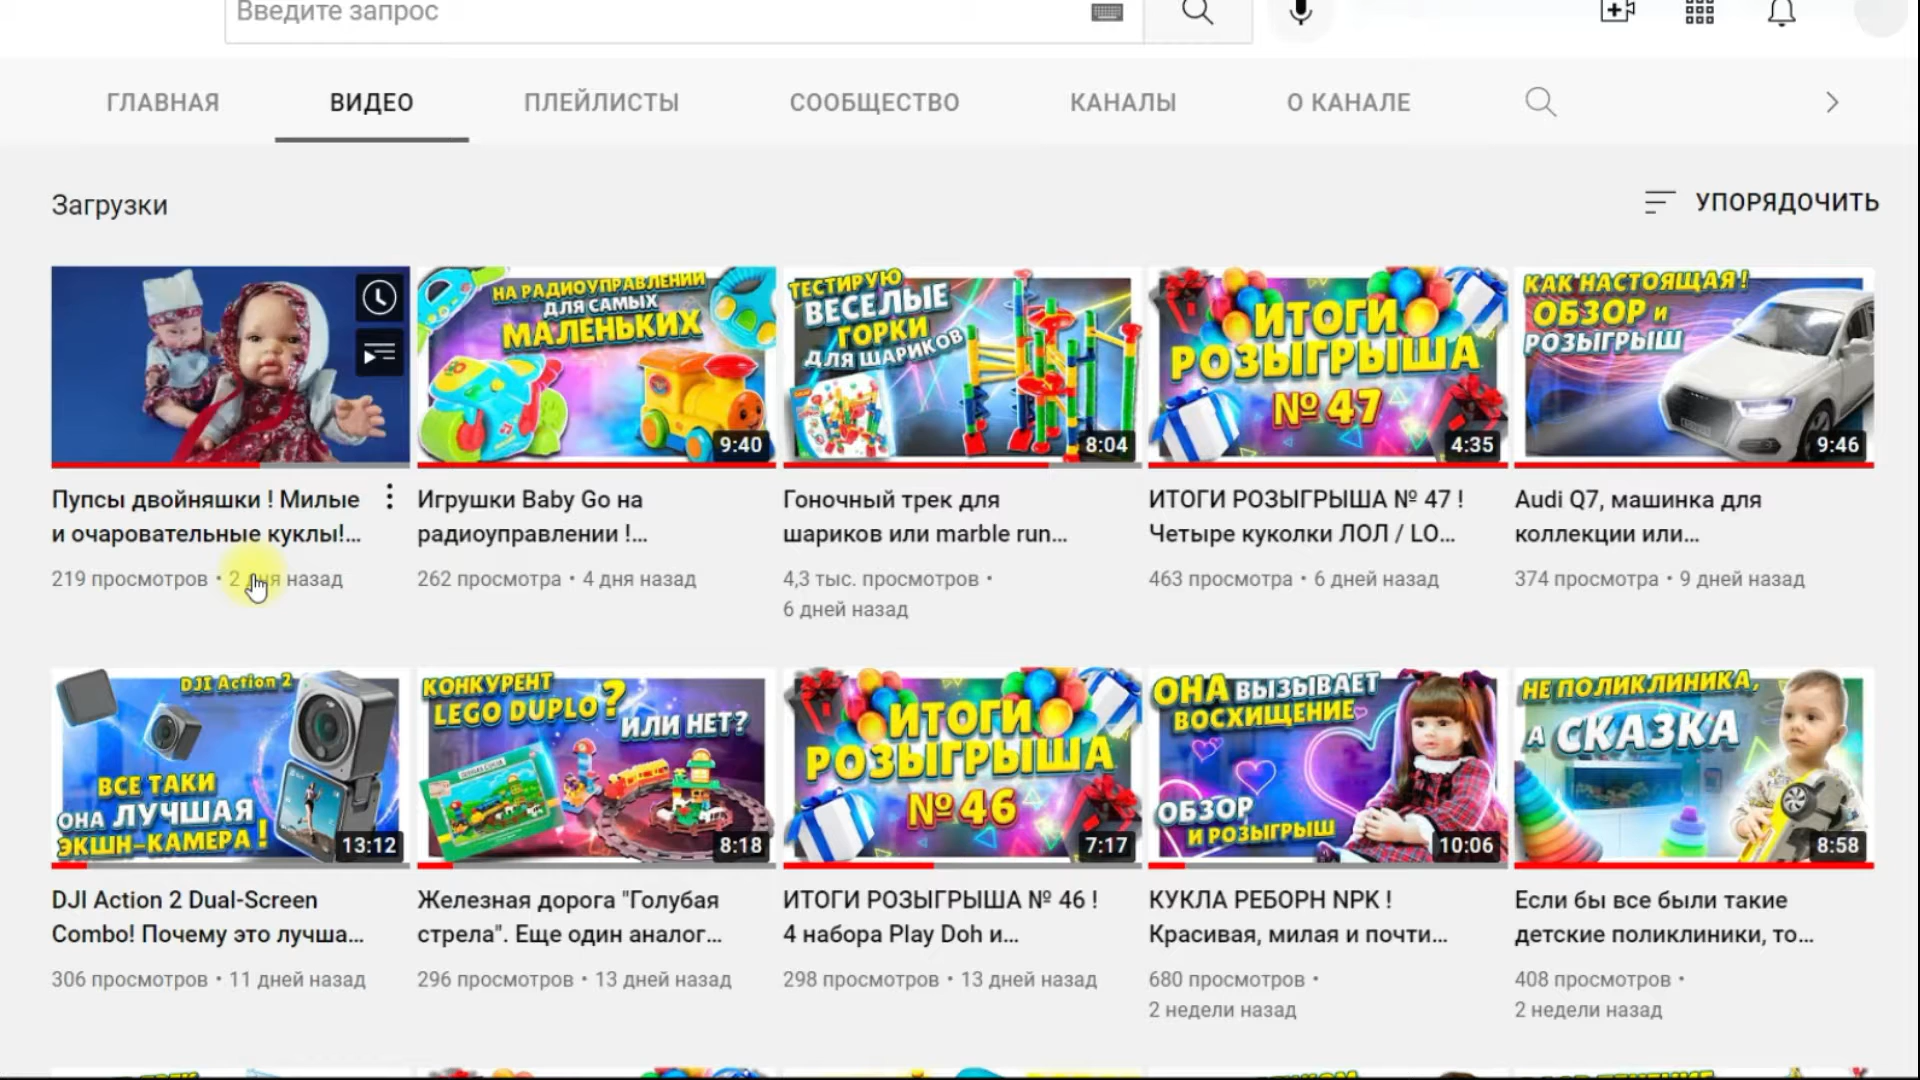 Введите запрос
ГЛАВНАЯ
ВИДЕО
ПЛЕЙЛИСТЫ
СООБЩЕСТВО
КАНАЛЫ
О КАНАЛЕ
Загрузки
УПОРЯДОЧИТЬ
НА РАДИОУПРАВЛЕНИИ
ДЛЯ САМЫХ
МАЛЕНЬКИХ
9:40
ТЕСТИРУЮ
ВЕСЕЛЫЕ
ГОРКИ
ДЛЯ ШАРИКОВ
8:04
ИТОГИ
РОЗЫГРЫША
№ 47
4:35
КАК НАСТОЯЩАЯ!
ОБЗОР И
РОЗЫГРЫШ
9:46
Пупсы двойняшки ! Милые
и очаровательные куклы!...
219 просмотров • 2 дня назад
Игрушки Baby Go на
радиоуправлении !...
262 просмотра • 4 дня назад
Гоночный трек для
шариков или marble run...
4,3 тыс. просмотров •
6 дней назад
ИТОГИ РОЗЫГРЫША № 47 !
Четыре куколки ЛОЛ / LO...
463 просмотра • 6 дней назад
Audi Q7, машинка для
коллекции или...
374 просмотра • 9 дней назад
DJI Action 2
ВСЕ ТАКИ
ОНА ЛУЧШАЯ
ЭКШН-КАМЕРА !
13:12
КОНКУРЕНТ
LEGO DUPLO ?
ИЛИ НЕТ?
8:18
ИТОГИ
РОЗЫГРЫША
№ 46
7:17
ОНА ВЫЗЫВАЕТ
ВОСХИЩЕНИЕ
ОБЗОР
И РОЗЫГРЫШ
10:06
НЕ ПОЛИКЛИНИКА,
А СКАЗКА
8:58
DJI Action 2 Dual-Screen
Combo! Почему это лучша...
306 просмотров • 11 дней назад
Железная дорога "Голубая
стрела". Еще один аналог...
296 просмотров • 13 дней назад
ИТОГИ РОЗЫГРЫША № 46 !
4 набора Play Doh и...
298 просмотров • 13 дней назад
КУКЛА РЕБОРН NPK !
Красивая, милая и почти...
680 просмотров •
2 недели назад
Если бы все были такие
детские поликлиники, то...
408 просмотров •
2 недели назад